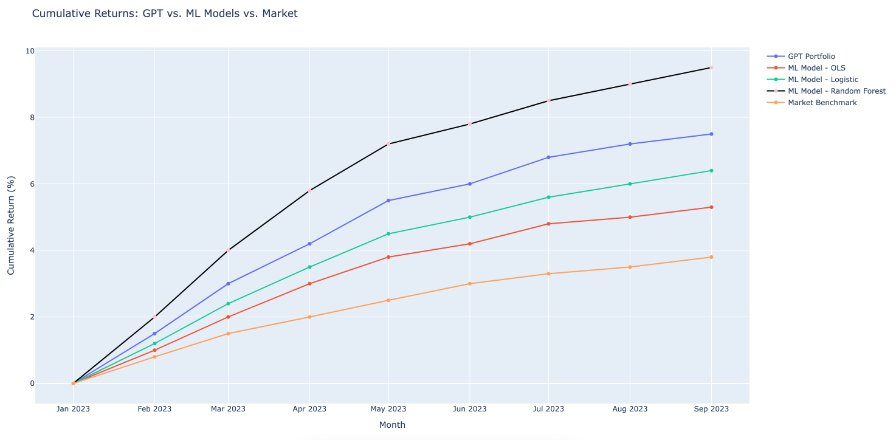 Cumulative Returns: GPT vs. ML Models vs. Market
10
8
6
4
2
0
Cumulative Return (%)
Jan 2023
Feb 2023
Mar 2023
Apr 2023
May 2023
Jun 2023
Jul 2023
Aug 2023
Sep 2023
Month
GPT Portfolio
ML Model - OLS
ML Model - Logistic
ML Model - Random Forest
Market Benchmark